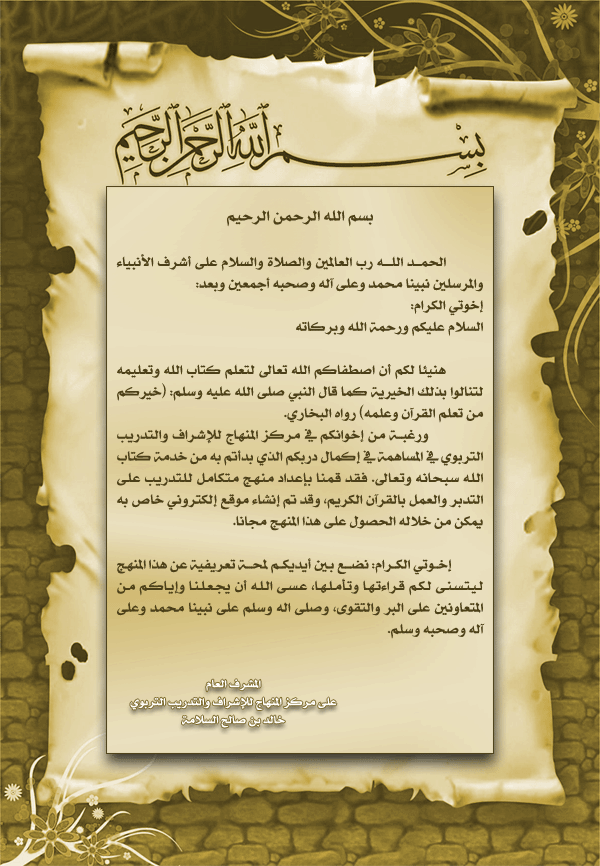 بسم الله الرحمن الرحيم
بسم الله الرحمن الرحيم
الحمد اللـه رب العالمين والصلاة والسلام على أشرف الأنبياء
والمرسلين نبينا محمد وعلى آله وصحبه أجمعين وبعد:
إخوتي الكرام:
السلام عليكم ورحمة الله وبركاته
هنيئا لكم أن اصطفاكم الله تعالى لتعلم كتاب الله وتعليمه
لتنالوا بذلك الخيرية كما قال النبي صلى الله عليه وسلم: (خيركم
من تعلم القرآن وعلمه) رواه البخاري.
ورغبة من إخوانكم في مركز المنهاج للإشراف والتدريب
التربوي في المساهمة في إكمال دربكم الذي بدأتم به من خدمة كتاب
الله سبحانه وتعالى. فقد قمنا بإعداد منهج متكامل للتدريب على
التدبر والعمل بالقرآن الكريم، وقد تم إنشاء موقع إلكتروني خاص به
يمكن من خلاله الحصول على هذا المنهج مجانا.
إخوتي الكرام: نضع بين أيديكم لمحة تعريفية عن هذا المنهج
ليتسنى لكم قراءتها وتأملها، عسى الله أن يجعلنا وإياكم من
المتعاونين على البر والتقوى، وصلى اله وسلم على نبينا محمد وعلى
آله وصحبه وسلم.
المشرف العام
على مركز المنهاج للإشراف والتدريب التربوي
خالد بن صالح السلامة